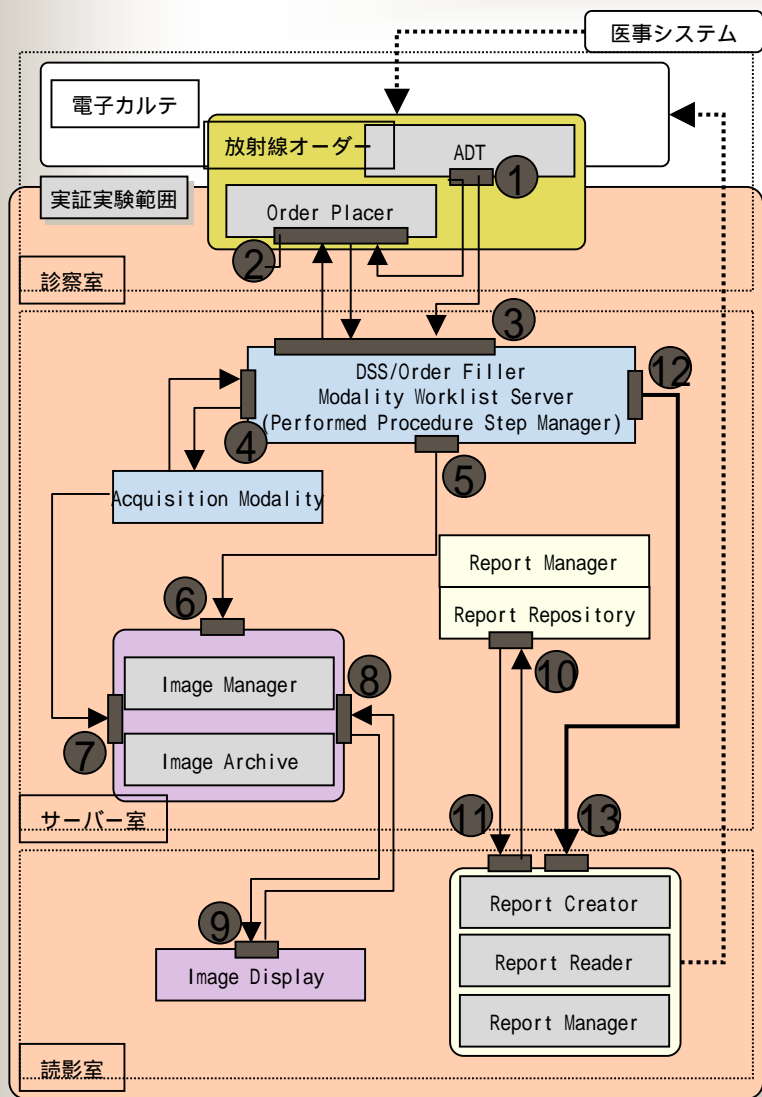 医事システム
電子カルテ
放射線オーダー
ADT
①
実証実験範囲
Order Placer
②
診察室
③
DSS/Order Filler
Modality Worklist Server
(Performed Procedure Step Manager)
⑫
④
⑤
Acquisition Modality
Report Manager
⑥
Report Repository
Image Manager
⑧
⑩
⑦
Image Archive
サーバー室
⑪
⑬
Report Creator
⑨
Report Reader
Image Display
Report Manager
読影室